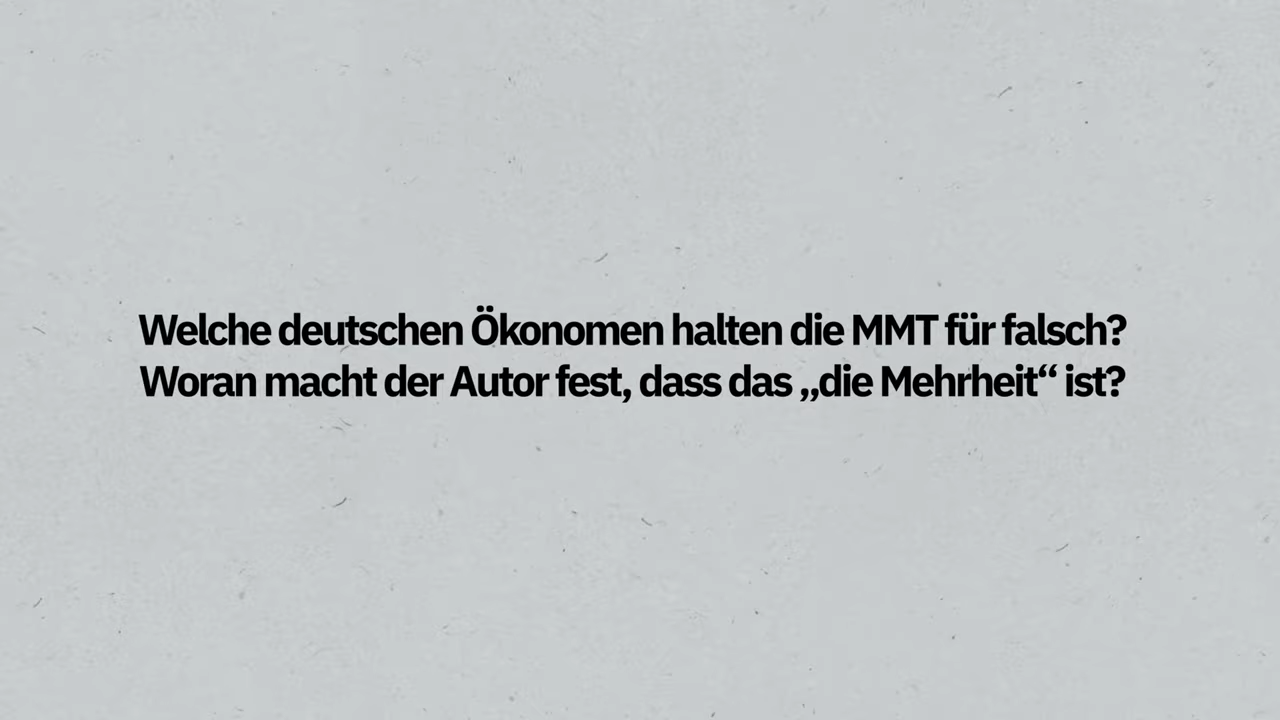 Welche deutschen Ökonomen halten die MMT für falsch?
Woran macht der Autor fest, dass das „die Mehrheit“ ist?